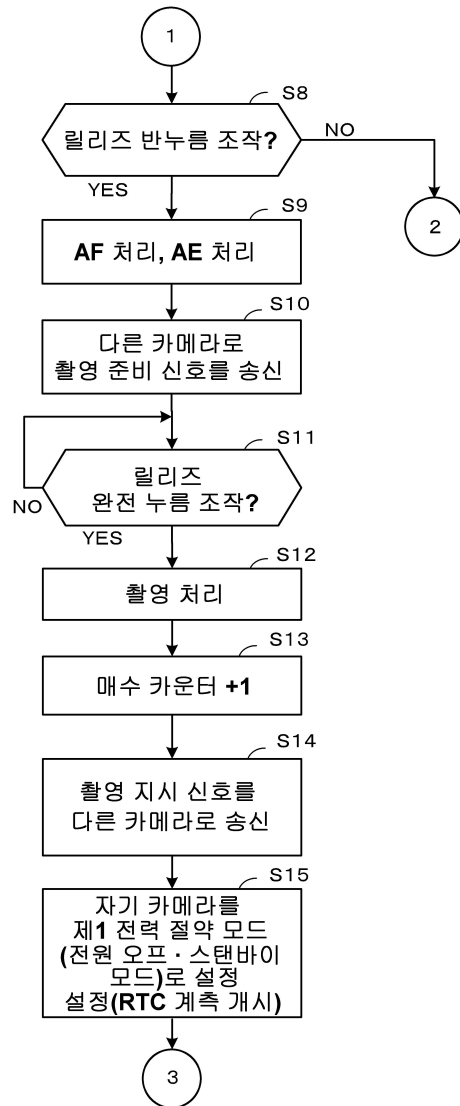 1
S8
릴리즈 반누름 조작?
NO
YES
2
S9
AF 처리, AE 처리
S10
다른 카메라로
촬영 준비 신호를 송신
S11
릴리즈
완전 누름 조작?
NO
YES
S12
촬영 처리
S13
매수 카운터 +1
S14
촬영 지시 신호를
다른 카메라로 송신
S15
자기 카메라를
제1 전력 절약 모드
(전원 오프 · 스탠바이
모드)로 설정
설정(RTC 계측 개시)
3